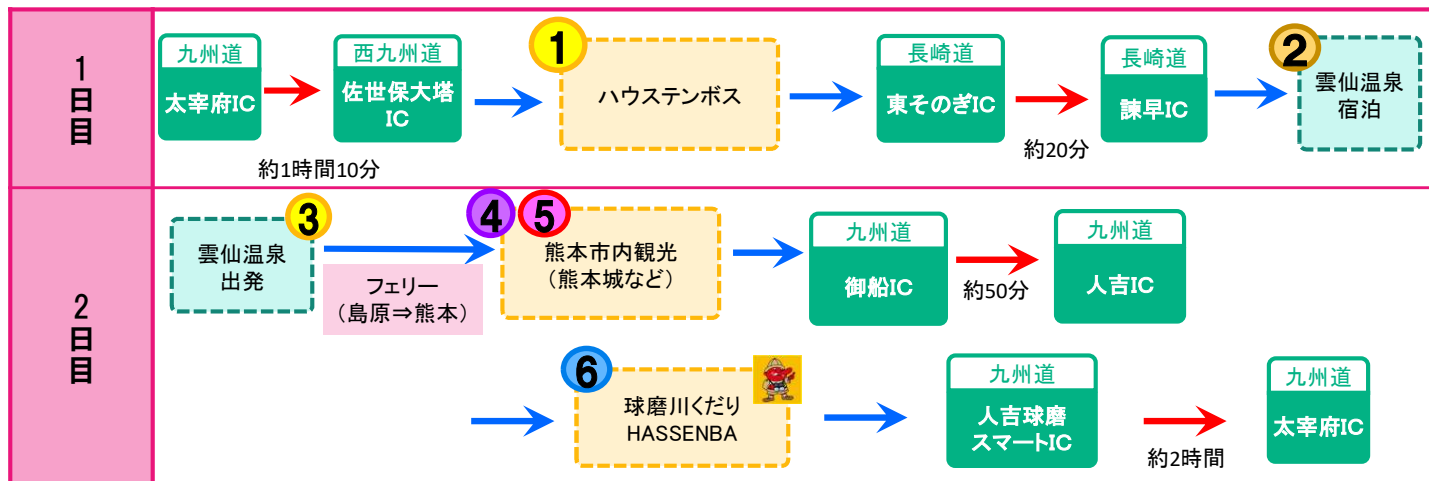 1
日
目
九州道
太宰府IC
西九州道
佐世保大塔
IC
約1時間10分
1
ハウステンボス
長崎道
東そのぎIC
約20分
長崎道
諫早IC
2
雲仙温泉
宿泊
2
日
目
3
雲仙温泉
出発
フェリー
（島原⇒熊本）
4
5
熊本市内観光
（熊本城など）
九州道
御船IC
約50分
九州道
人吉IC
6
球磨川くだり
HASSENBA
九州道
人吉球磨
スマートIC
約2時間
九州道
太宰府IC